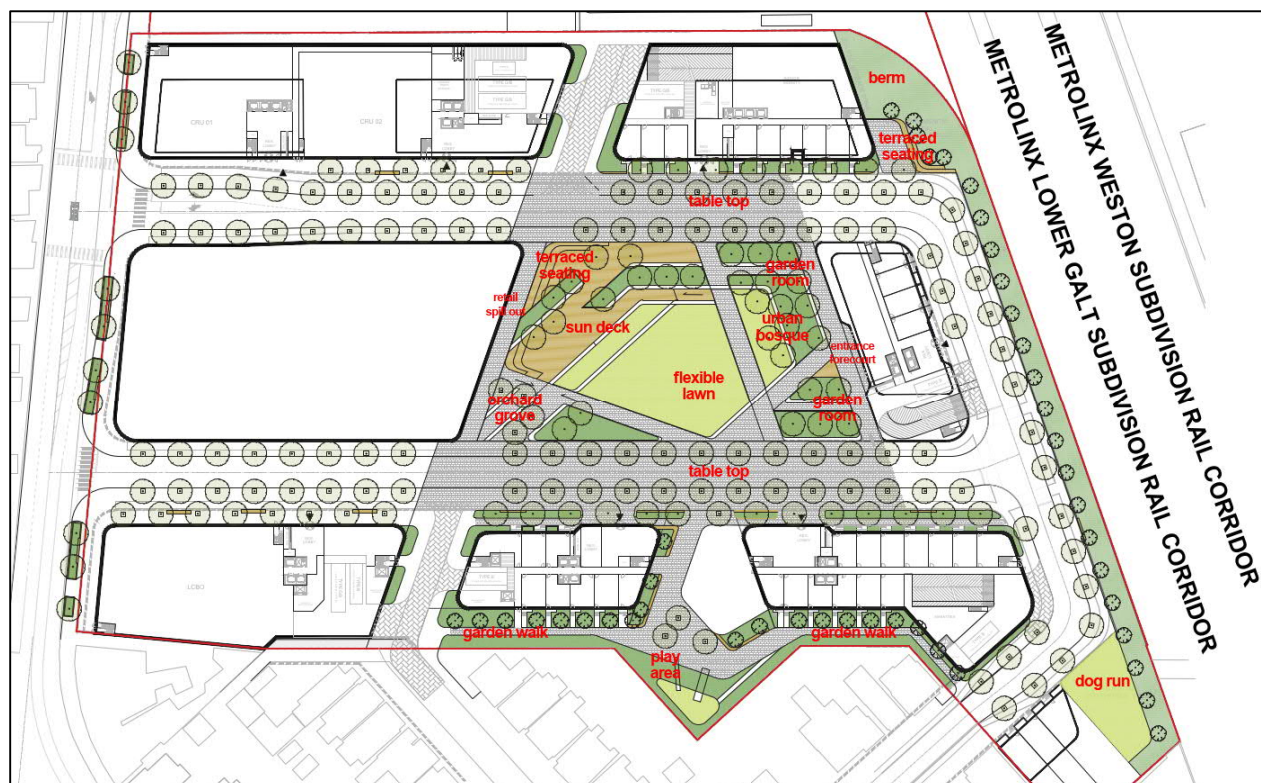 METROLINX WESTON SUBDIVISION RAIL CORRIDOR
METROLINX LOWER GALT SUBDIVISION RAIL CORRIDOR
berm
terraced
seating
CRU 01
CRU 02
table top
terraced
seating
garden
room
retail
spill out
sun deck
urban
bosque
entrance
forecourt
flexible
lawn
orchard
grove
garden
room
table top
LCBO
garden walk
garden walk
play
area
dog run